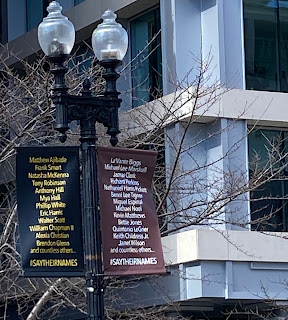 Matthew Ajibade
Frank Smart
Natasha McKenna
Tony Robinson
Anthony Hill
Mya Hall
Phillip White
Eric Harris
Walter Scott
William Chapman II
Alexia Christian
Brendon Glenn
and countless others...
#SAYTHEIRNAMES
LaVante Biggs
Michael Lee Marshall
Jamar Clark
Richard Perkins
Nathaniel Harris Pickett
Benni Lee Tignor
Miguel Espinal
Michael Noel
Kevin Matthews
Bettie Jones
Quintonio LeGrier
Keith Childress Jr.
Janet Wilson
and countless others...
#SAYTHEIRNAMES